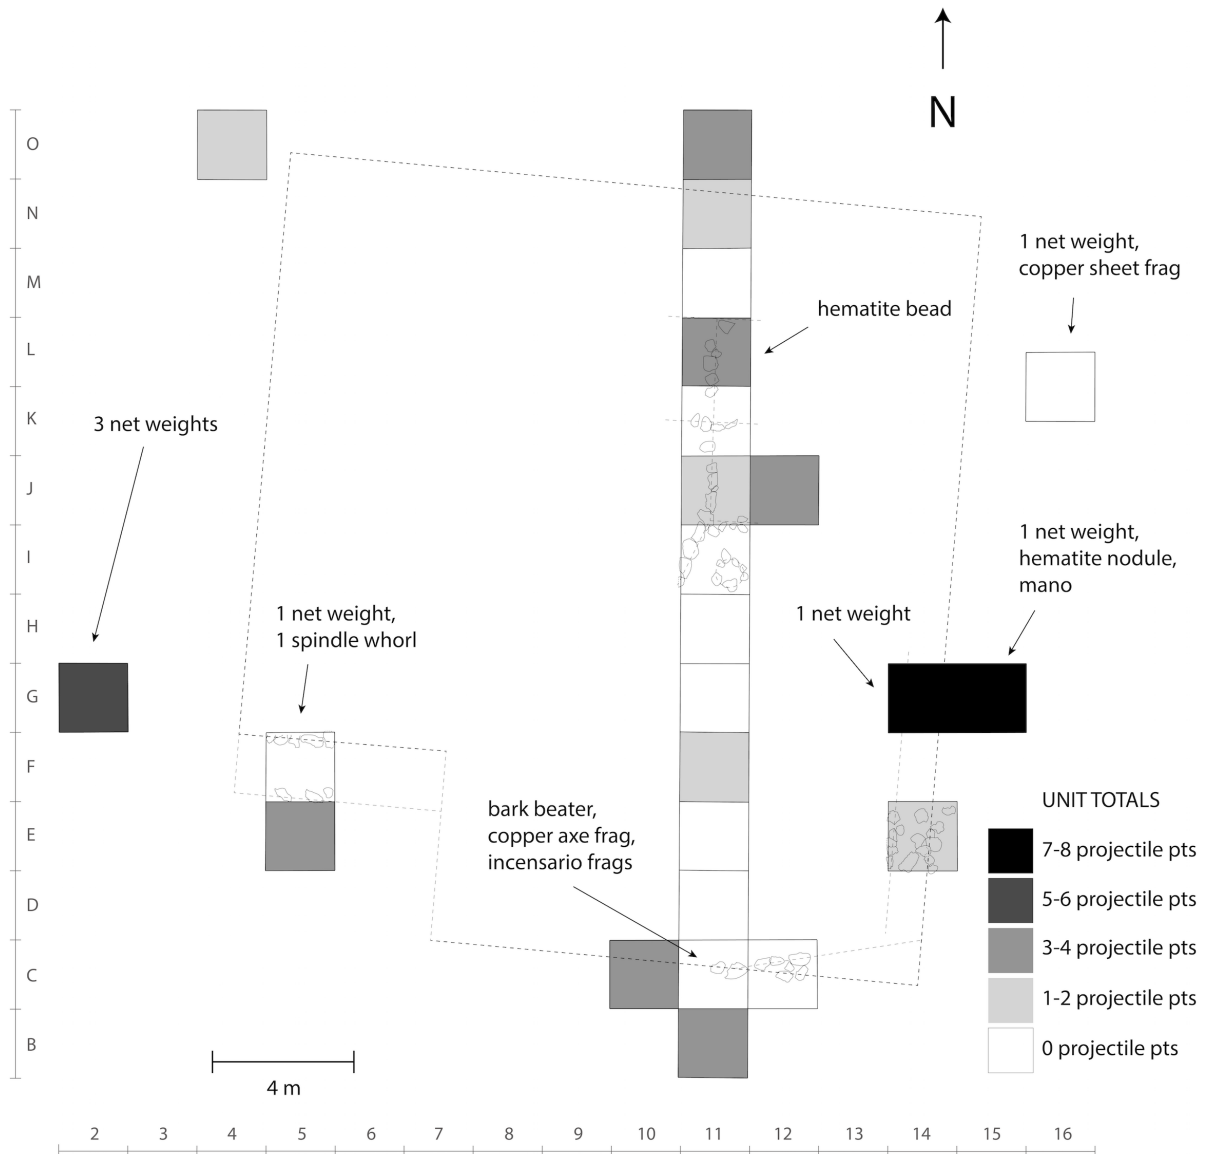 N
O
N
M
L
K
J
I
H
G
F
E
D
C
B
1 net weight,
copper sheet frag
hematite bead
3 net weights
1 net weight,
hematite nodule,
mano
1 net weight,
1 spindle whorl
1 net weight
bark beater,
copper axe frag,
incensario frags
UNIT TOTALS
7-8 projectile pts
5-6 projectile pts
3-4 projectile pts
1-2 projectile pts
0 projectile pts
4 m
2 3 4 5 6 7 8 9 10 11 12 13 14 15 16